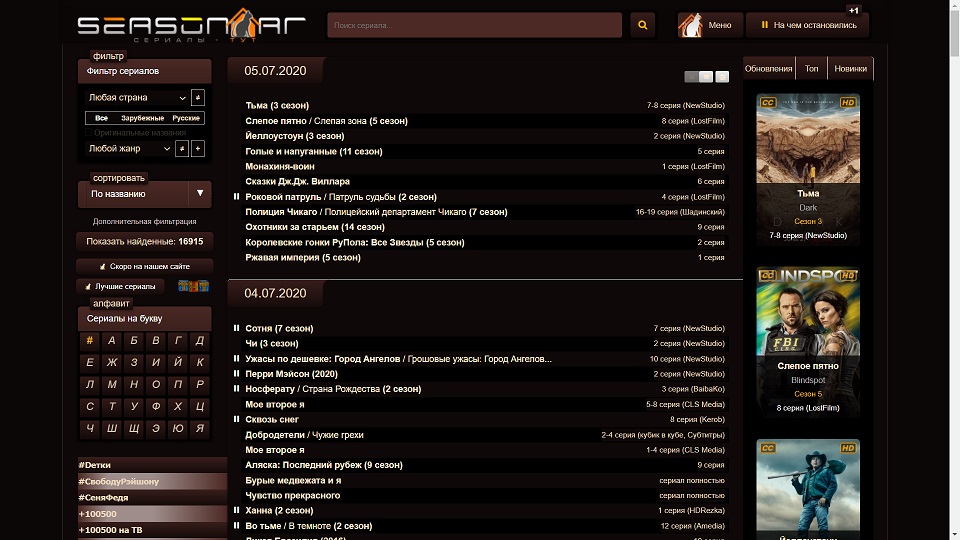 SEASONVAR
СЕРИАЛЫ • ТУТ
Поиск сериала...
Меню
На чем остановились
+1
фильтр
Фильтр сериалов
Любая страна
≠
Все Зарубежные Русские
Оригинальные названия
Любой жанр
≠ +
сортировать
По названию
Дополнительная фильтрация
Показать найденные: 16915
Скоро на нашем сайте
Лучшие сериалы
алфавит
Сериалы на букву
# А Б В Г Д
Е Ж З И Й К
Л М Н О П Р
С Т У Ф Х Ц
Ч Ш Щ Э Ю Я
#Dетки
#СвободуРэйшону
#СеняФедя
+100500
+100500 на ТВ
05.07.2020
Тьма (3 сезон) 7-8 серия (NewStudio)
Слепое пятно / Слепая зона (5 сезон) 8 серия (LostFilm)
Йеллоустоун (3 сезон) 2 серия (NewStudio)
Голые и напуганные (11 сезон) 5 серия
Монахиня-воин 1 серия (LostFilm)
Сказки Дж.Дж. Виллара 6 серия
Роковой патруль / Патруль судьбы (2 сезон) 4 серия (LostFilm)
Полиция Чикаго / Полицейский департамент Чикаго (7 сезон) 16-19 серия (Шадинский)
Охотники за старьем (14 сезон) 9 серия
Королевские гонки РуПола: Все Звезды (5 сезон) 2 серия
Ржавая империя (5 сезон) 1 серия
04.07.2020
Сотня (7 сезон) 7 серия (NewStudio)
Чи (3 сезон) 2 серия (NewStudio)
Ужасы по дешевке: Город Ангелов / Грошовые ужасы: Город Ангелов... 10 серия (NewStudio)
Перри Мэйсон (2020) 2 серия (NewStudio)
Носферату / Страна Рождества (2 сезон) 3 серия (BaibaKo)
Мое второе я 5-8 серия (CLS Media)
Сквозь снег 8 серия (Kerob)
Добродетели / Чужие грехи 2-4 серия (кубик в кубе, Субтитры)
Мое второе я 1-4 серия (CLS Media)
Аляска: Последний рубеж (9 сезон) 9 серия
Бурые медвежата и я сериал полностью
Чувство прекрасного сериал полностью
Ханна (2 сезон) 1 серия (HDRezka)
Во тьме / В темноте (2 сезон) 12 серия (Amedia)
Обновления Топ Новинки
CC HD
Тьма
Dark
Сезон 3
7-8 серия (NewStudio)
CC HD
FBI
Слепое пятно
Blindspot
Сезон 5
8 серия (LostFilm)
CC HD